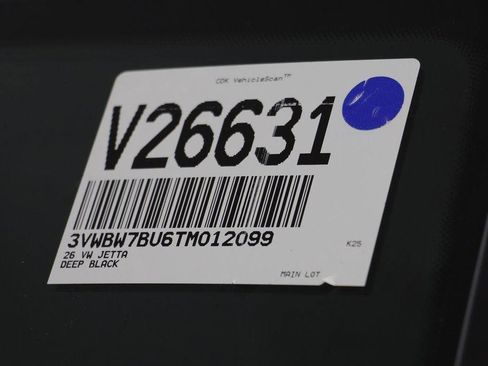 CDK VehicleScan™
V26631
3VWBW7BU6TM012099
26 VW JETTA
DEEP BLACK
K25
MAIN LOT